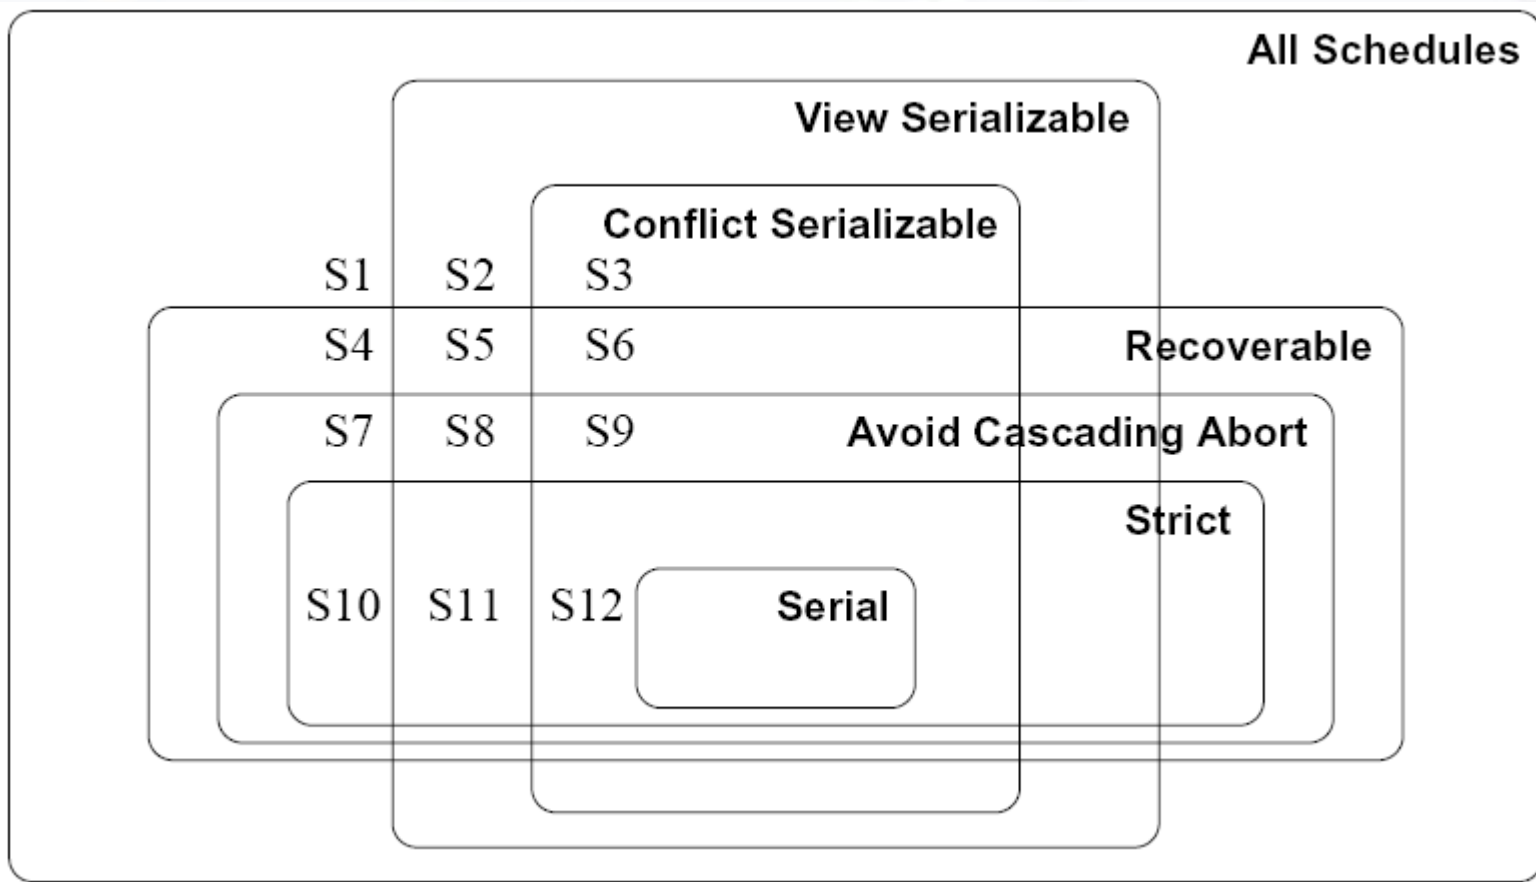 All Schedules
View Serializable
Conflict Serializable
S1 S2 S3
S4 S5 S6 Recoverable
S7 S8 S9 Avoid Cascading Abort
Strict
S10 S11 S12 Serial